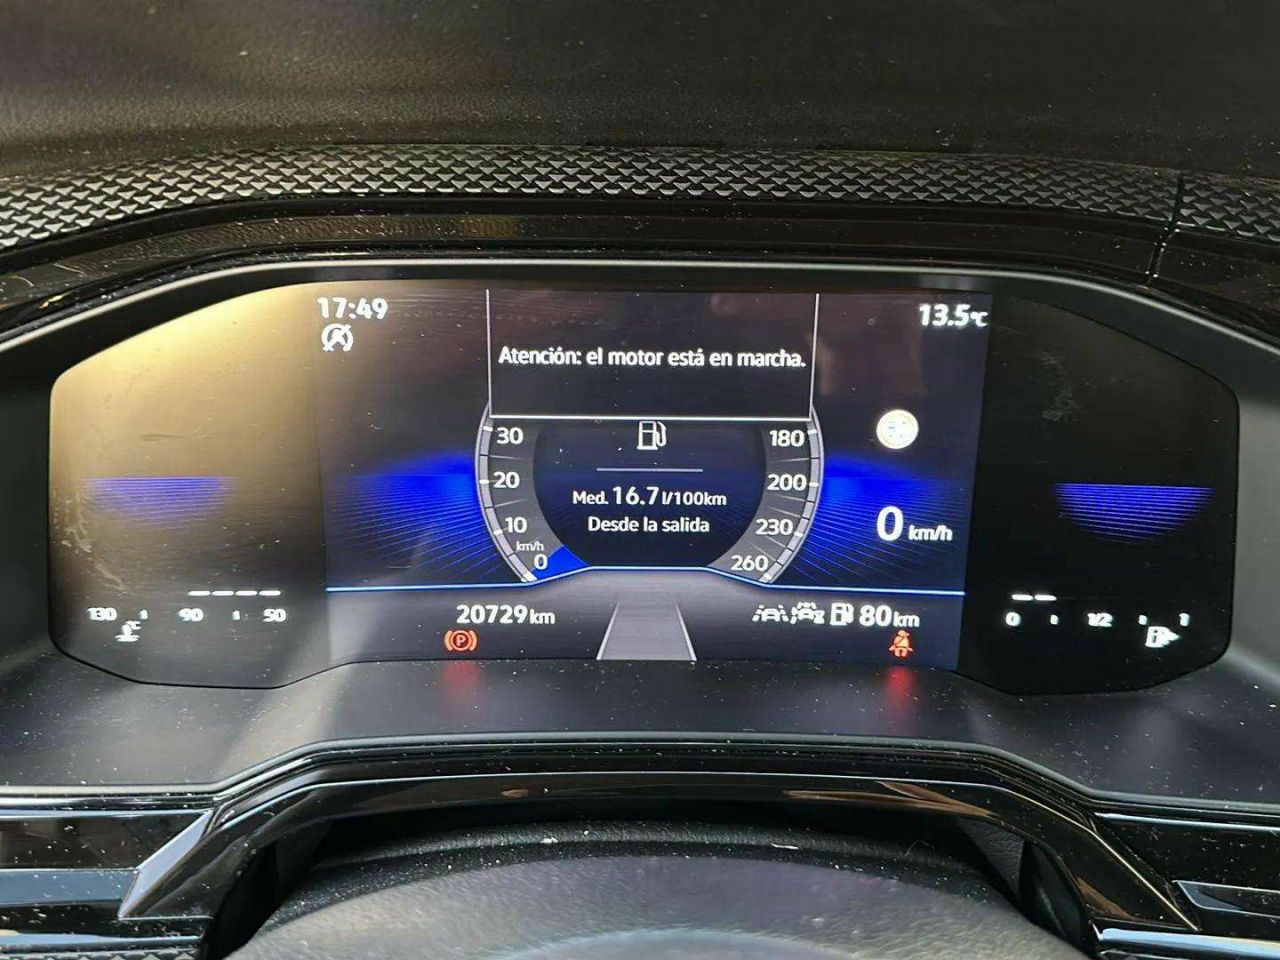 17:49
13.5°C
Atención: el motor está en marcha.
30
180
20
200
Med. 16.7 l/100km
10
Desde la salida
230
0 km/h
km/h
0
260
130
90
50
20729 km
80 km
0
1/2
1
P